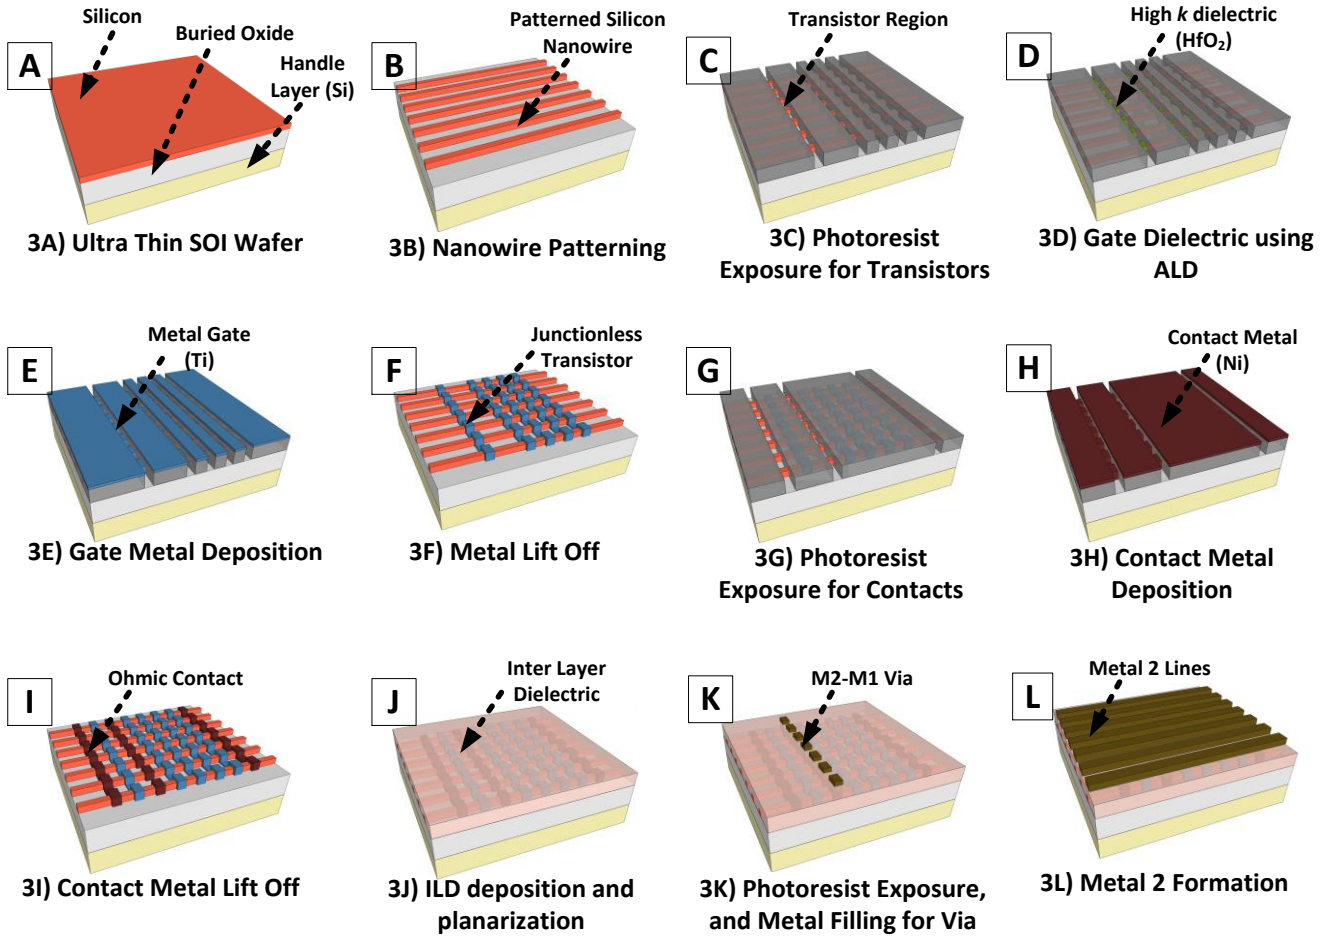 A
Silicon
Buried Oxide
Handle
Layer (Si)
3A) Ultra Thin SOI Wafer
B
Patterned Silicon
Nanowire
3B) Nanowire Patterning
C
Transistor Region
3C) Photoresist
Exposure for Transistors
D
High k dielectric
(HfO₂)
3D) Gate Dielectric using
ALD
E
Metal Gate
(Ti)
3E) Gate Metal Deposition
F
Junctionless
Transistor
3F) Metal Lift Off
G
3G) Photoresist
Exposure for Contacts
H
Contact Metal
(Ni)
3H) Contact Metal
Deposition
I
Ohmic Contact
3I) Contact Metal Lift Off
J
Inter Layer
Dielectric
3J) ILD deposition and
planarization
K
M2-M1 Via
3K) Photoresist Exposure,
and Metal Filling for Via
L
Metal 2 Lines
3L) Metal 2 Formation